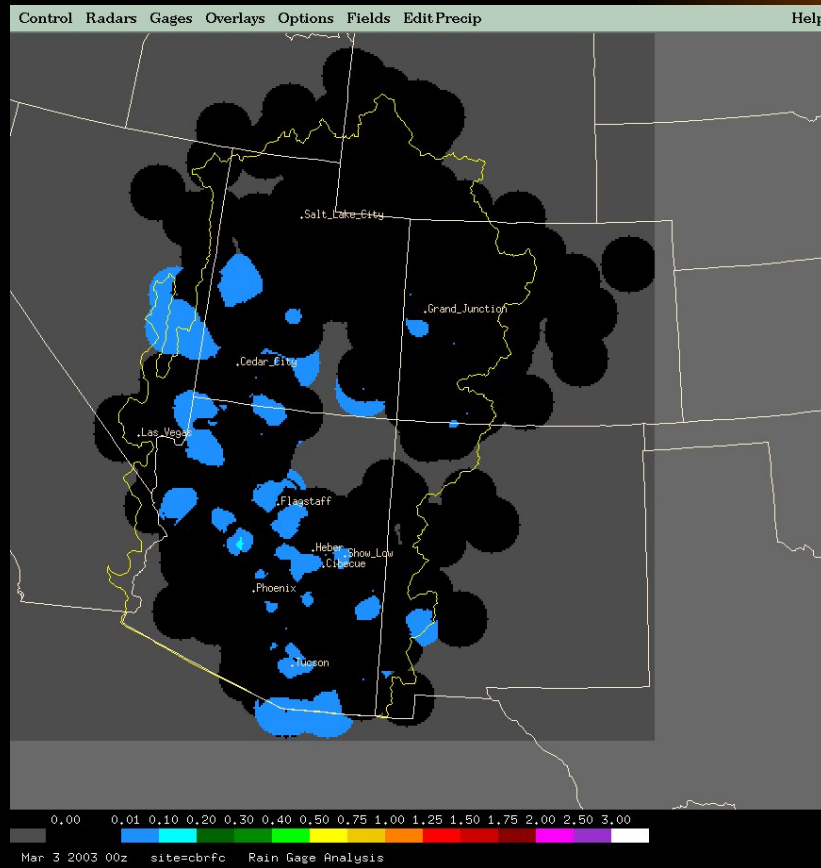 Control Radars Gages Overlays Options Fields Edit Precip Help
Salt_Lake_City
Grand_Junction
Cedar_City
Las_Vegas
Flagstaff
Heber
Show_Low
Cibecue
Phoenix
Tucson
0.00 0.01 0.10 0.20 0.30 0.40 0.50 0.75 1.00 1.25 1.50 1.75 2.00 2.50 3.00
Mar 3 2003 00z site=cbrfc Rain Gage Analysis